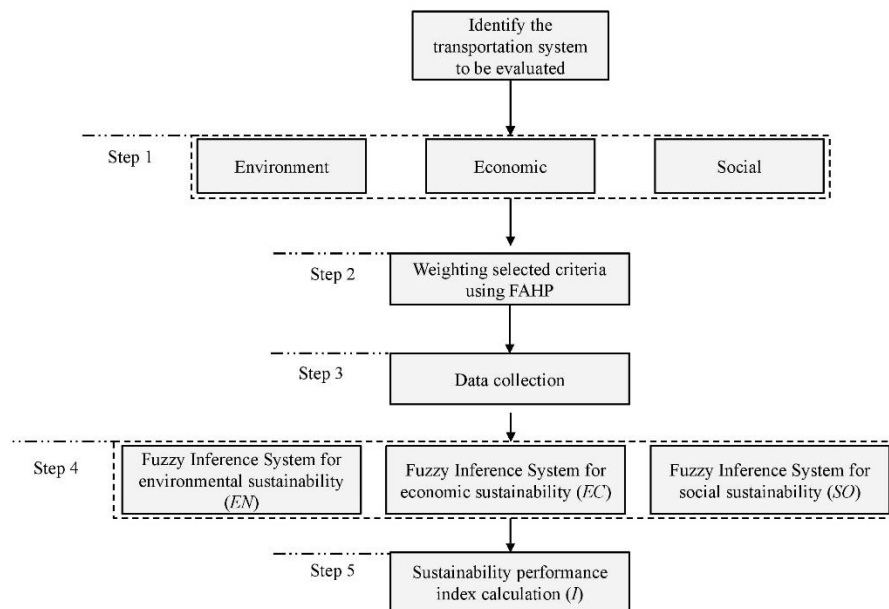 Identify the
transportation system
to be evaluated
Step 1
Environment
Economic
Social
Step 2
Weighting selected criteria
using FAHP
Step 3
Data collection
Step 4
Fuzzy Inference System for
environmental sustainability
(EN)
Fuzzy Inference System for
economic sustainability (EC)
Fuzzy Inference System for
social sustainability (SO)
Step 5
Sustainability performance
index calculation (I)